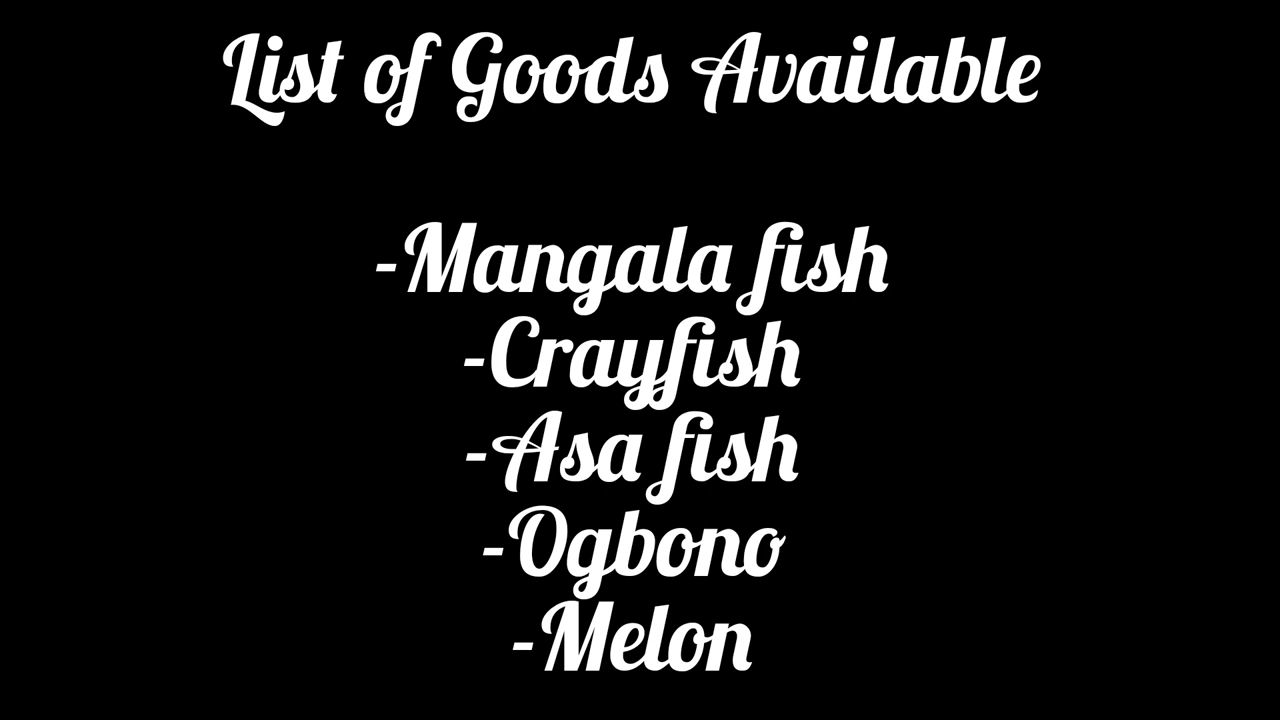 List of Goods Available
-Mangala fish
-Crayfish
-Asa fish
-Ogbono
-Melon